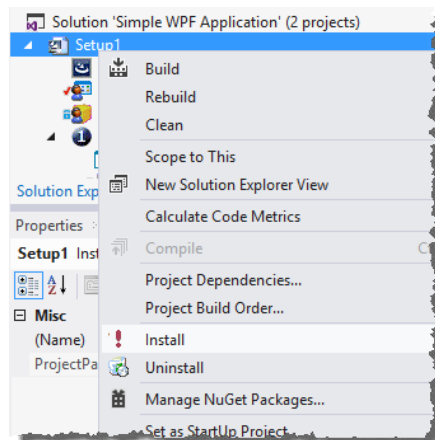 Solution 'Simple WPF Application' (2 projects)
Setup1
Build
Rebuild
Clean
Scope to This
Solution Exp
New Solution Explorer View
Calculate Code Metrics
Properties
Setup1 Inst
Compile
C
Project Dependencies...
Project Build Order...
Misc
(Name)
Install
ProjectPa
Uninstall
Manage NuGet Packages...
Set as StartUp Project